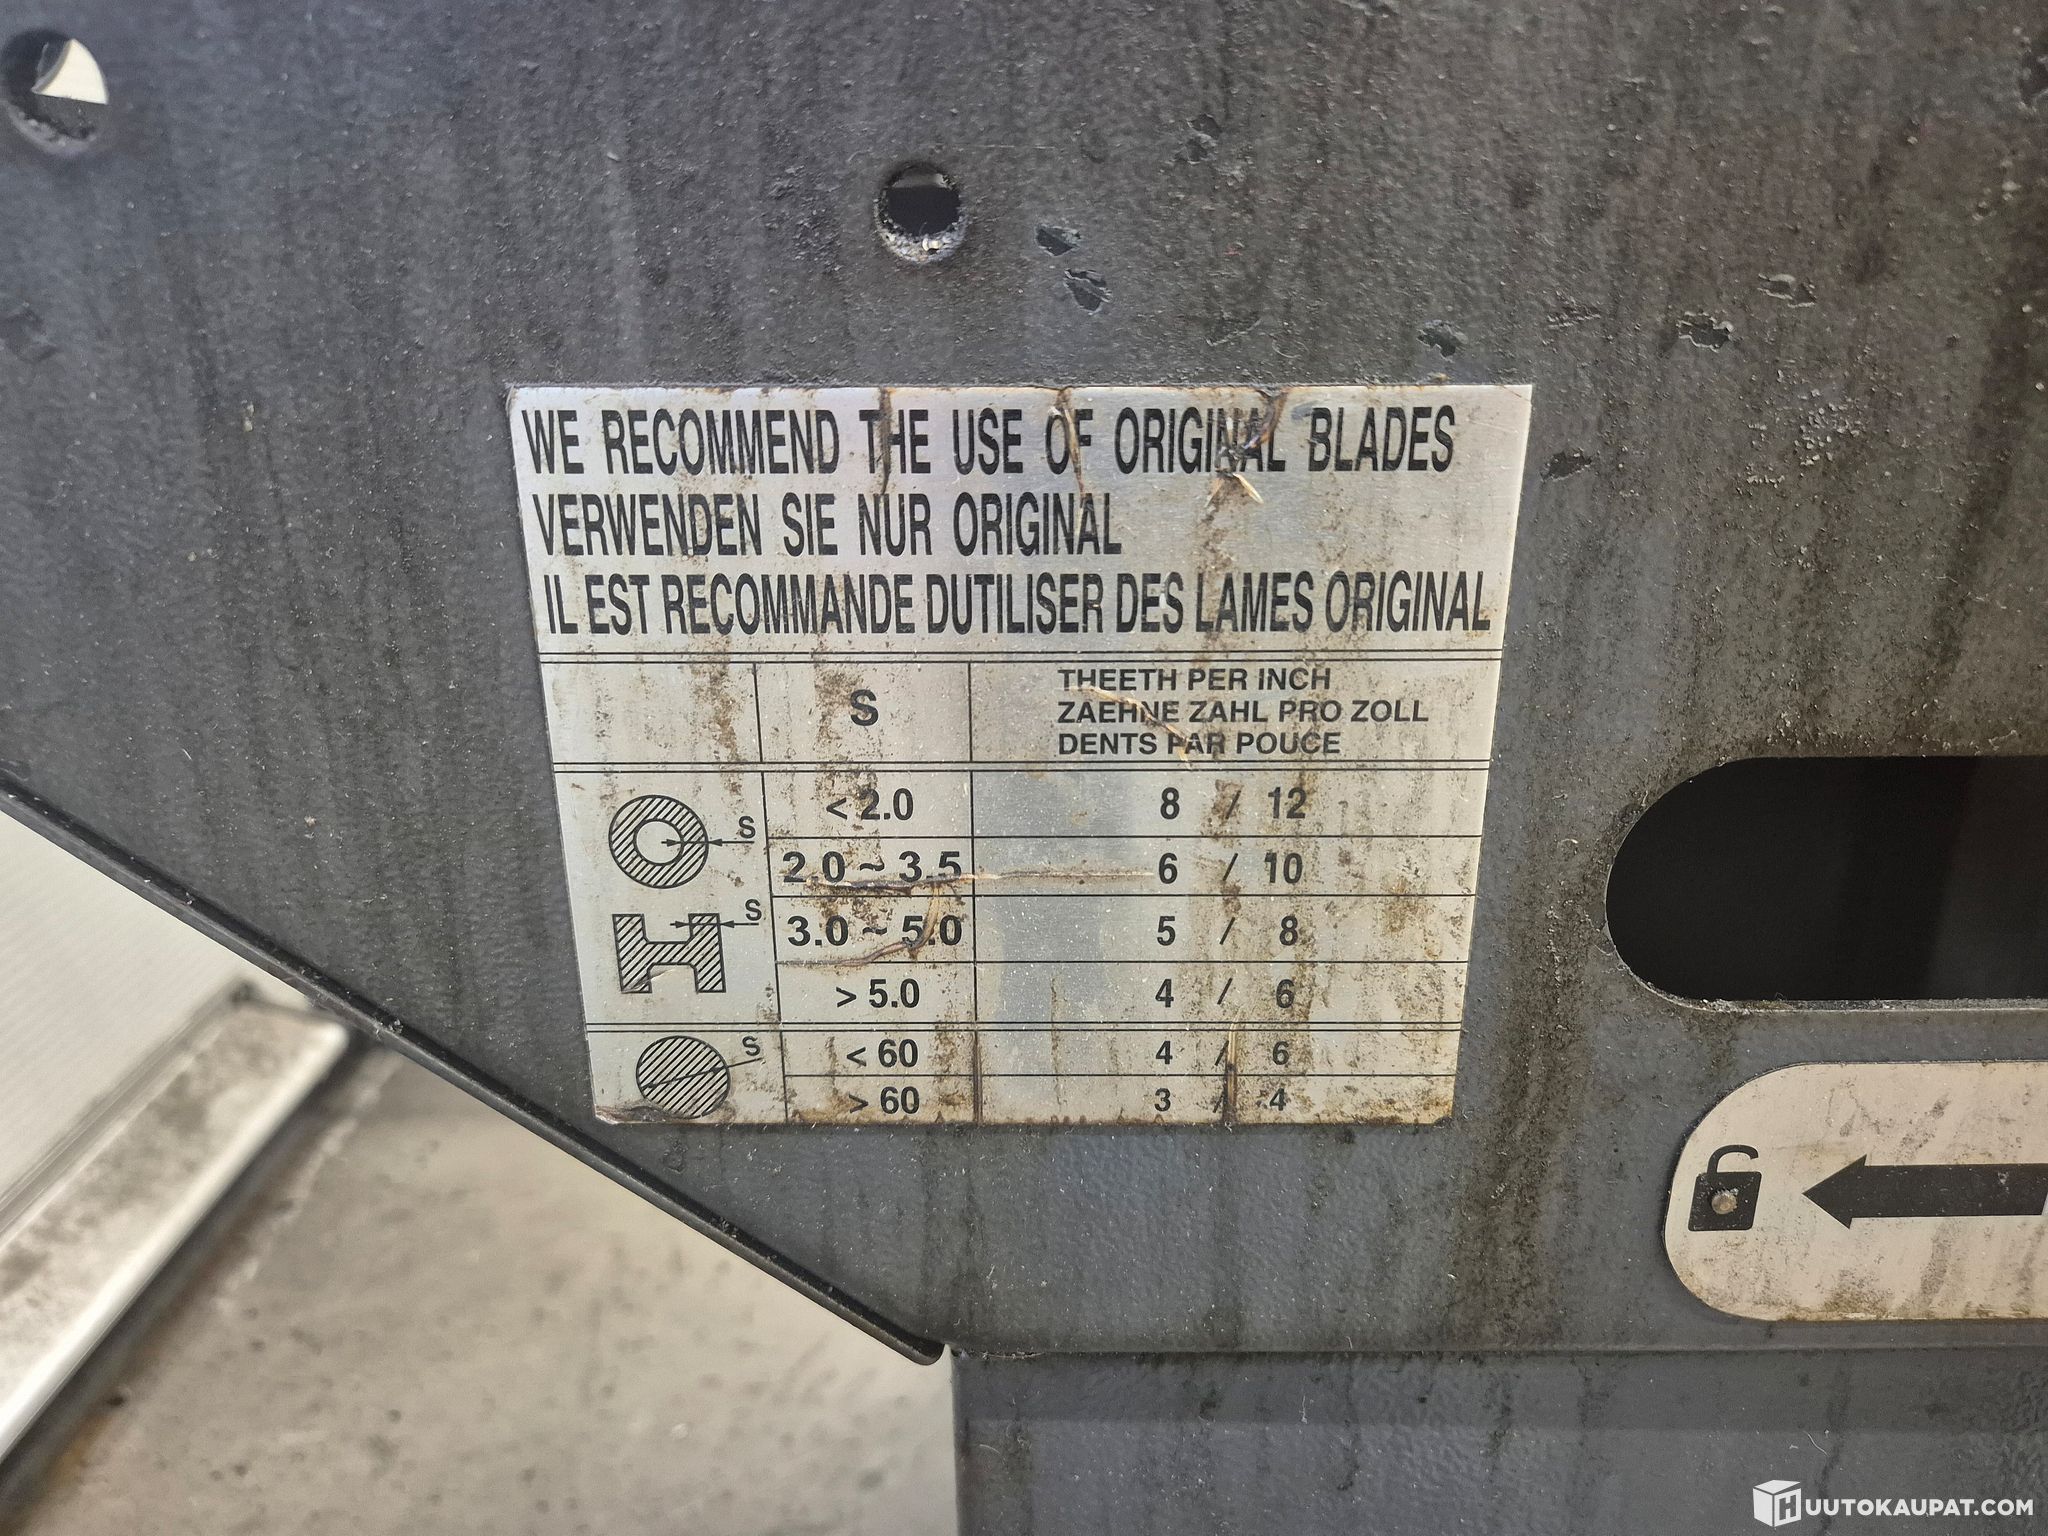 WE RECOMMEND THE USE OF ORIGINAL BLADES
VERWENDEN SIE NUR ORIGINAL
IL EST RECOMMANDE DUTILISER DES LAMES ORIGINAL
S
THEETH PER INCH
ZAEHNE ZAHL PRO ZOLL
DENTS PAR POUCE
S
S
< 2.0 8 / 12
2.0 ~ 3.5 6 / 10
3.0 ~ 5.0 5 / 8
> 5.0 4 / 6
S
< 60 4 / 6
> 60 3 / 4
HUUTOKAUPAT.COM